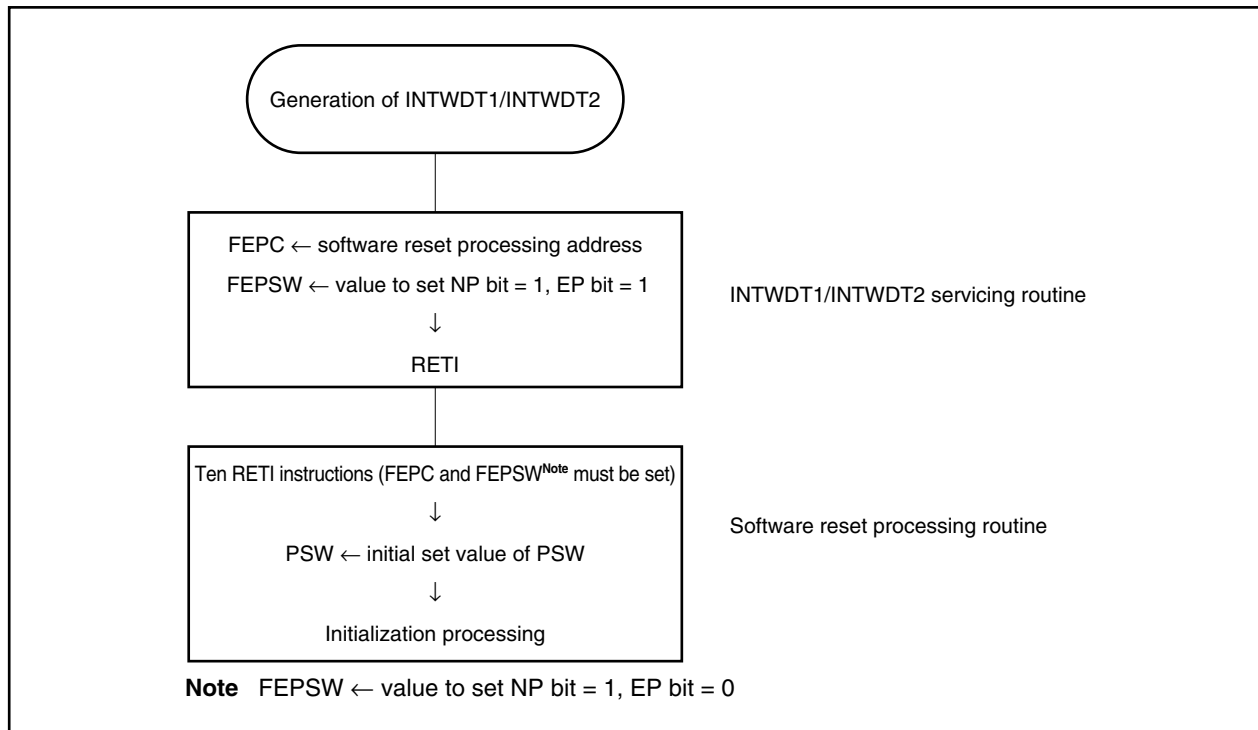 Generation of INTWDT1/INTWDT2
FEPC ← software reset processing address
FEPSW ← value to set NP bit = 1, EP bit = 1
↓
RETI
INTWDT1/INTWDT2 servicing routine
Ten RETI instructions (FEPC and FEPSWNote must be set)
↓
PSW ← initial set value of PSW
↓
Initialization processing
Software reset processing routine
Note FEPSW ← value to set NP bit = 1, EP bit = 0